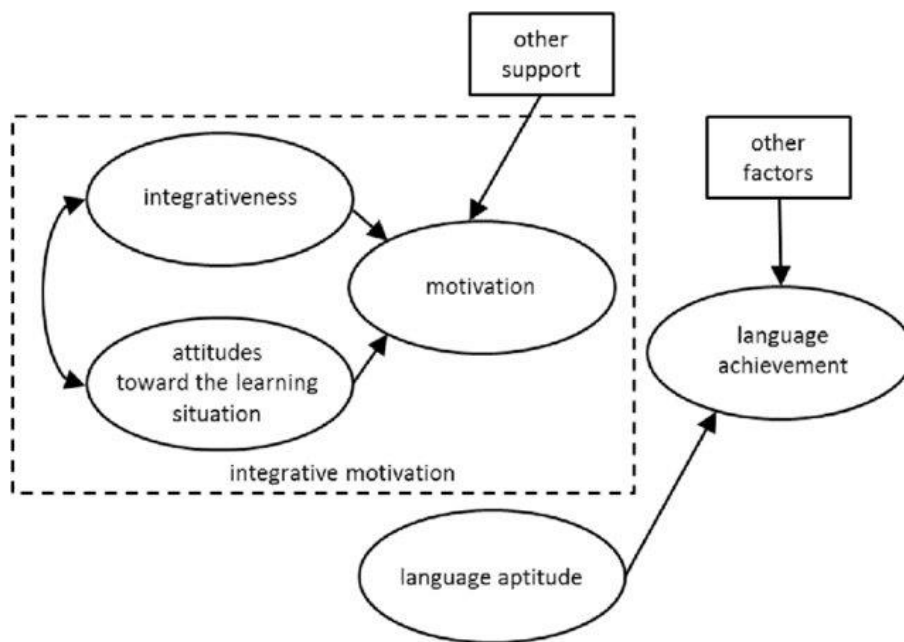 other
support
other
factors
integrativeness
motivation
attitudes
toward the learning
situation
language
achievement
integrative motivation
language aptitude